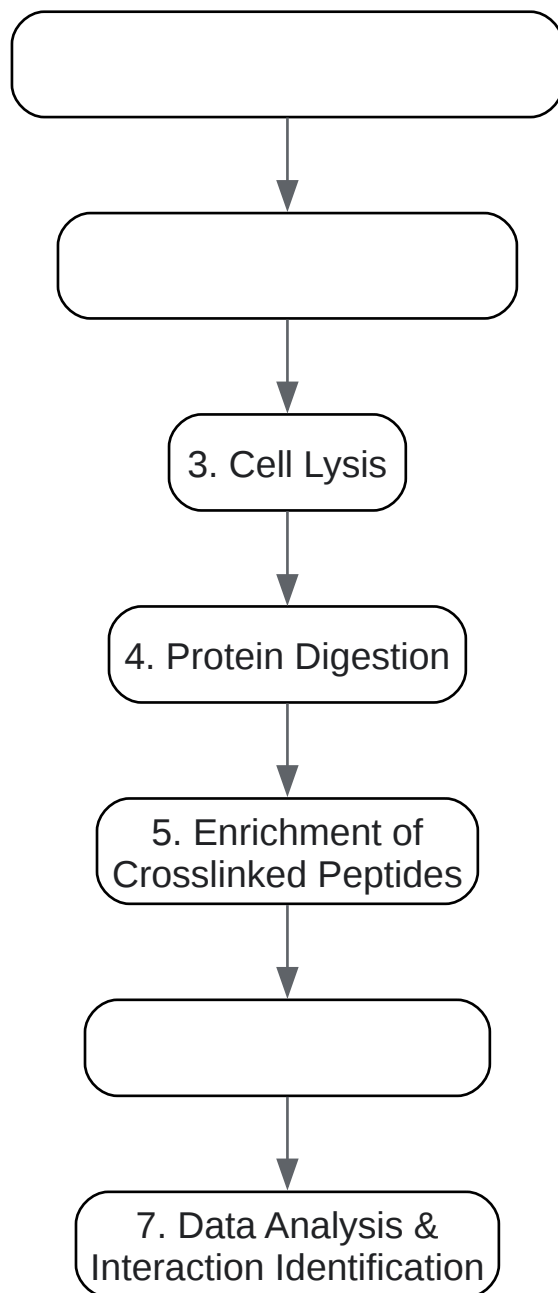 3. Cell Lysis
4. Protein Digestion
5. Enrichment of
Crosslinked Peptides
7. Data Analysis &
Interaction Identification